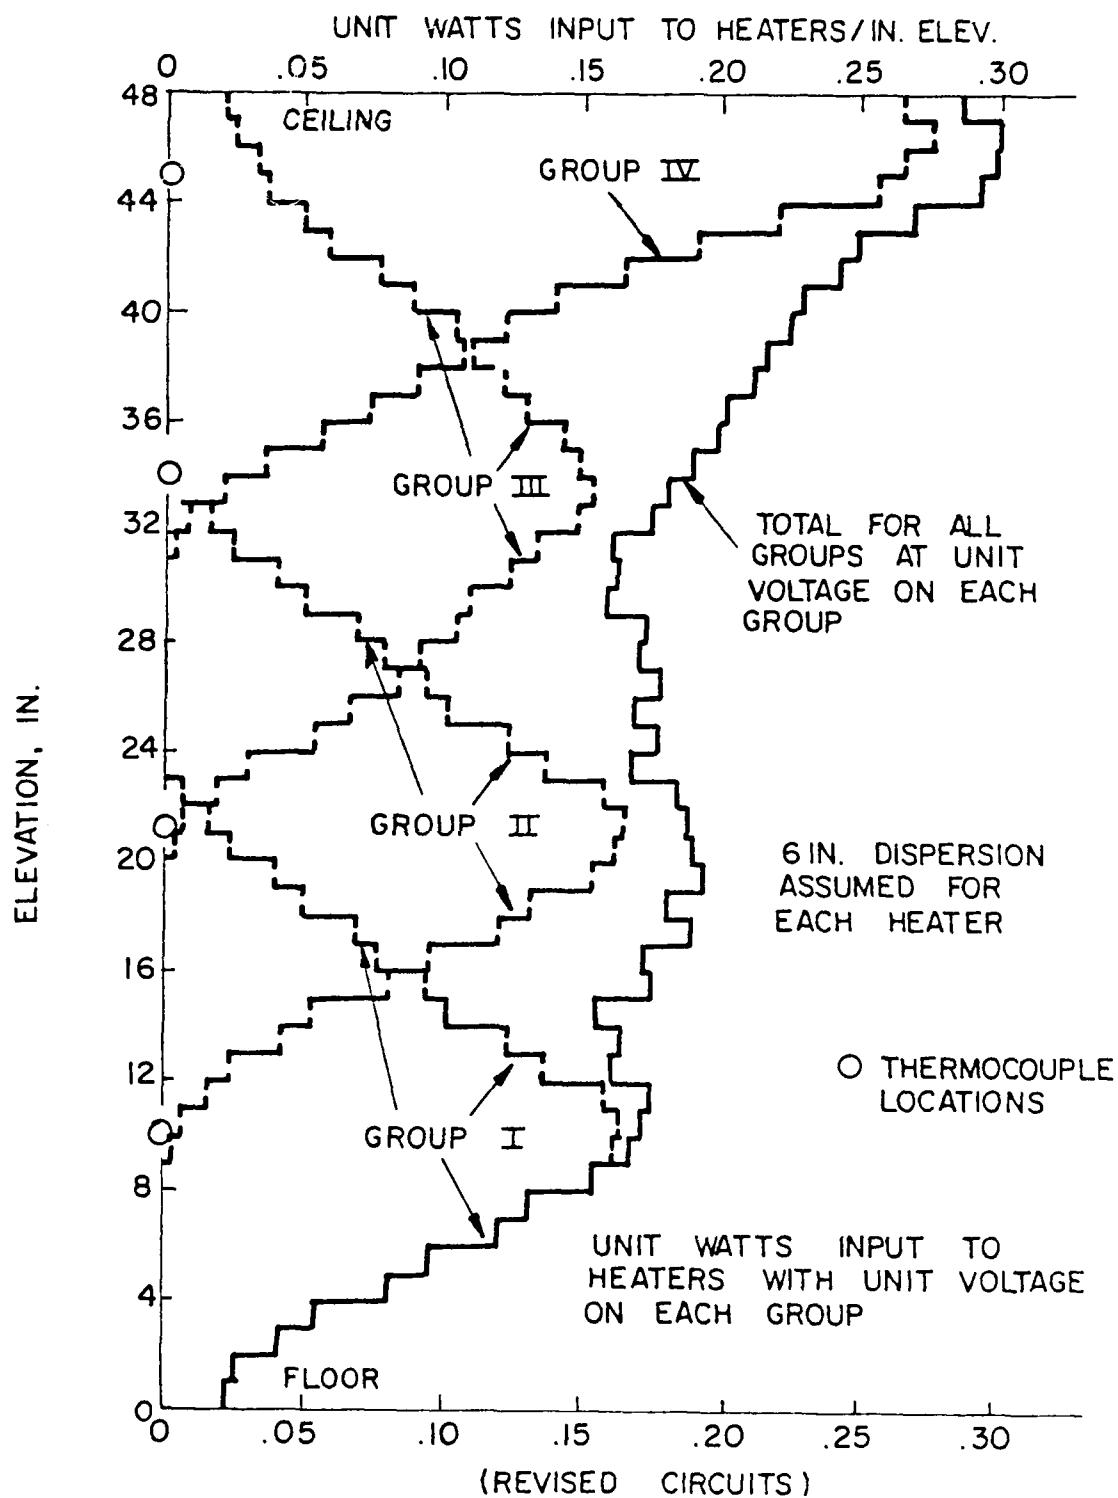 UNIT WATTS INPUT TO HEATERS/IN. ELEV.
0 .05 .10 .15 .20 .25 .30
48
CEILING
GROUP IV
44
40
36
GROUP III
32
TOTAL FOR ALL
GROUPS AT UNIT
VOLTAGE ON EACH
GROUP
28
ELEVATION, IN.
24
GROUP II
20
6 IN. DISPERSION
ASSUMED FOR
EACH HEATER
16
12
THERMOCOUPLE
LOCATIONS
GROUP I
8
UNIT WATTS INPUT TO
HEATERS WITH UNIT VOLTAGE
ON EACH GROUP
4
FLOOR
0
0 .05 .10 .15 .20 .25 .30
(REVISED CIRCUITS)